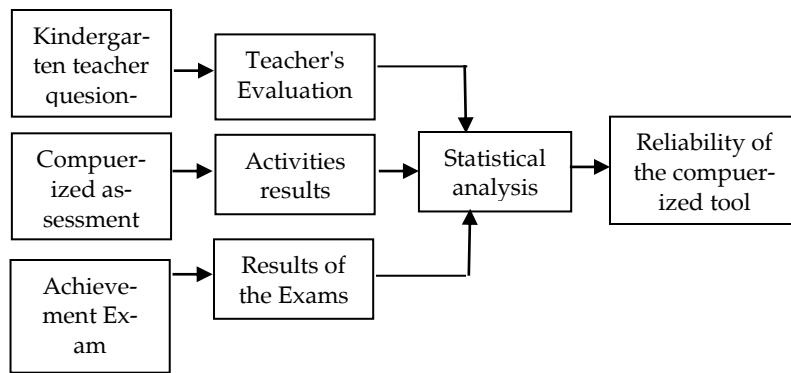 Kindergar-
ten teacher
quesion-
Teacher's
Evaluation
Compuer-
ized as-
sessment
Activities
results
Statistical
analysis
Reliability of
the compuer-
ized tool
Achieve-
ment Ex-
am
Results of
the Exams